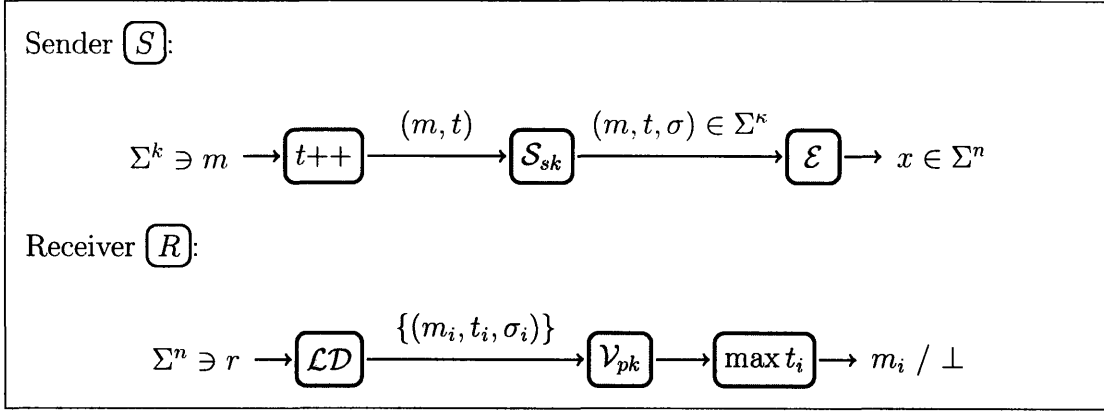 Sender S:
(m, t) (m, t, σ) ∈ Σ^κ
Σ^k ∋ m → t++ → 𝒮_sk → ℰ → x ∈ Σ^n
Receiver R:
{(m_i, t_i, σ_i)}
Σ^n ∋ r → ℒ𝒟 → 𝒱_pk → max t_i → m_i / ⊥